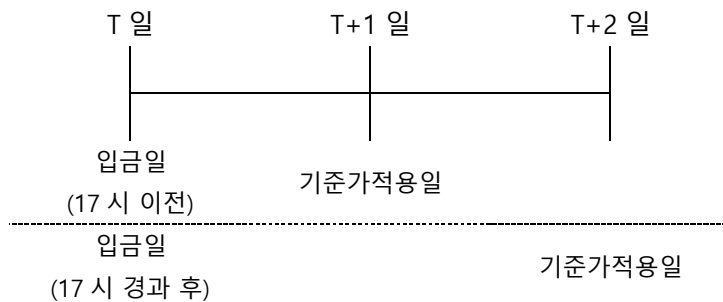 T 일 T+1 일 T+2 일
입금일
(17 시 이전)
기준가적용일
입금일
(17 시 경과 후)
기준가적용일